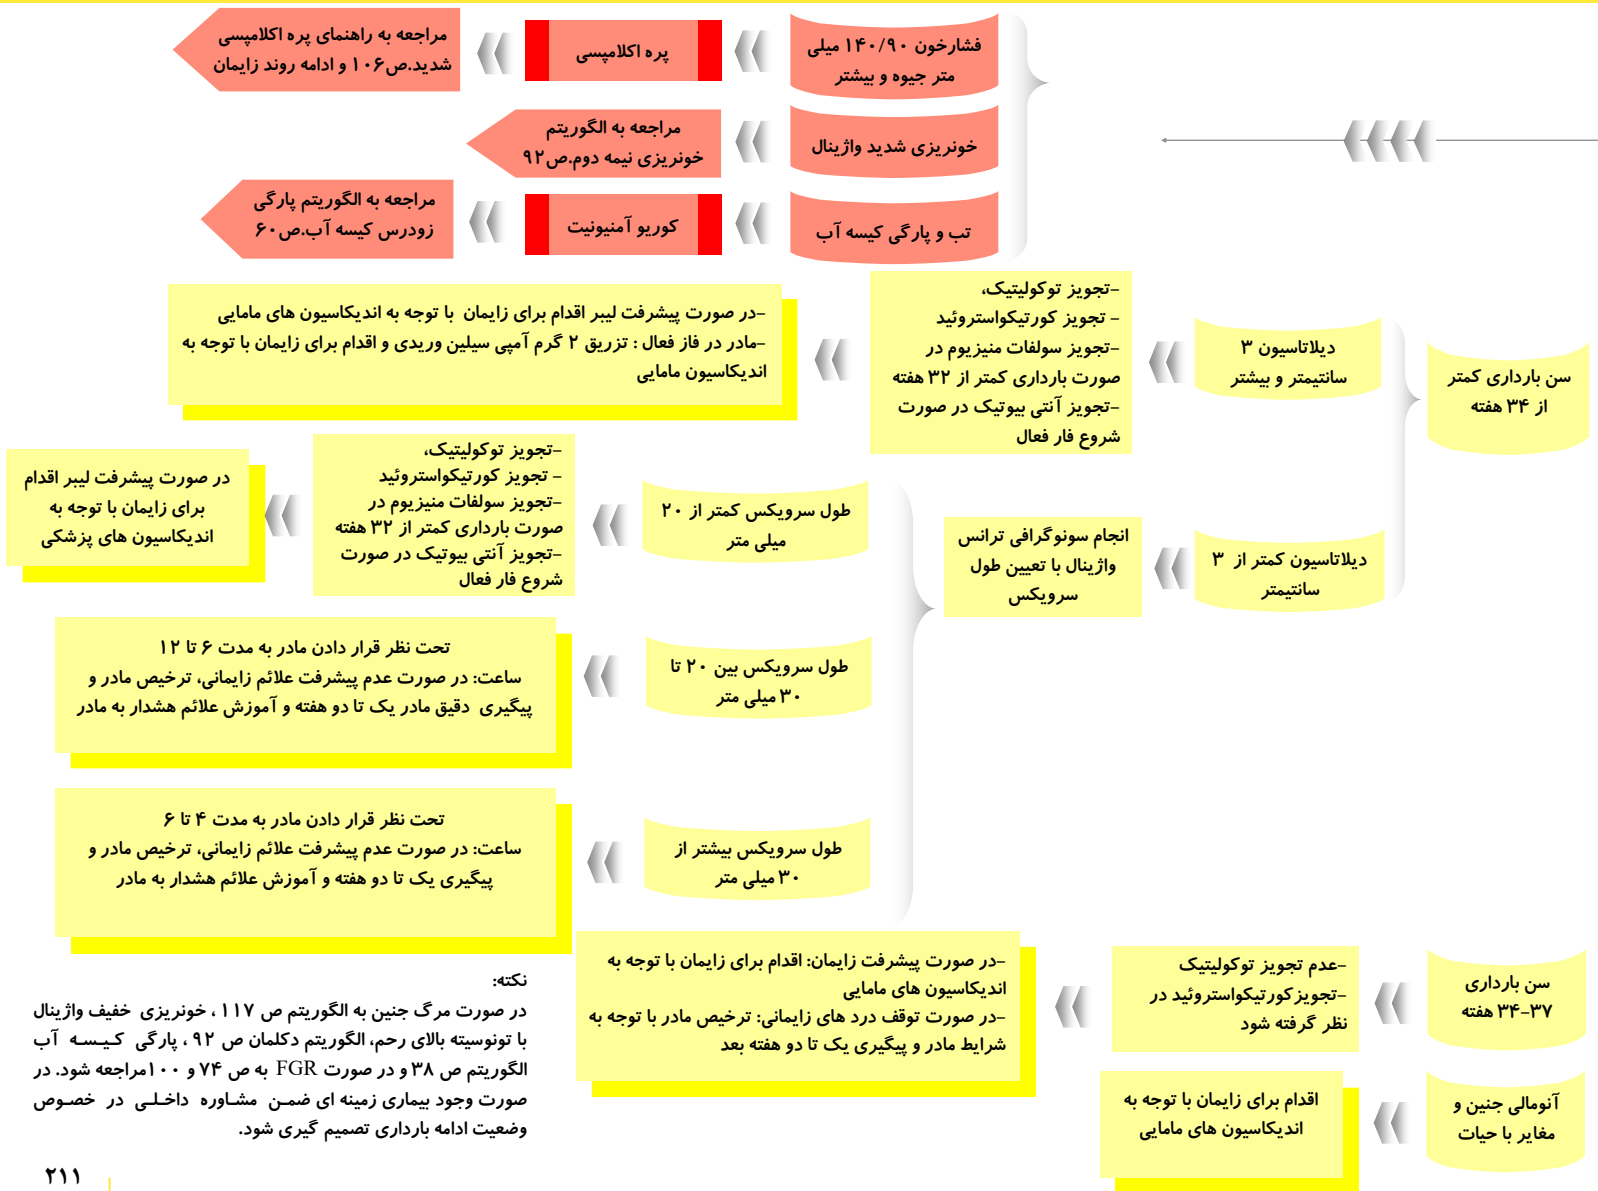 فشارخون ۱۴۰/۹۰ میلی
متر جیوه و بیشتر
پره اکلامپسی
مراجعه به راهنمای پره اکلامپسی
شدید.ص۱۰۶ و ادامه روند زایمان
خونریزی شدید واژینال
مراجعه به الگوریتم
خونریزی نیمه دوم.ص۹۲
تب و پارگی کیسه آب
کوریو آمنیونیت
مراجعه به الگوریتم پارگی
زودرس کیسه آب.ص۶۰
سن بارداری کمتر
از ۳۴ هفته
دیلاتاسیون ۳
سانتیمتر و بیشتر
-تجویز توکولیتیک،
- تجویز کورتیکواستروئید
-تجویز سولفات منیزیوم در
صورت بارداری کمتر از ۳۲ هفته
-تجویز آنتی بیوتیک در صورت
شروع فار فعال
-در صورت پیشرفت لیبر اقدام برای زایمان با توجه به اندیکاسیون های مامایی
-مادر در فاز فعال : تزریق ۲ گرم آمپی سیلین وریدی و اقدام برای زایمان با توجه به
اندیکاسیون مامایی
دیلاتاسیون کمتر از ۳
سانتیمتر
انجام سونوگرافی ترانس
واژینال با تعیین طول
سرویکس
طول سرویکس کمتر از ۲۰
میلی متر
-تجویز توکولیتیک،
- تجویز کورتیکواستروئید
-تجویز سولفات منیزیوم در
صورت بارداری کمتر از ۳۲ هفته
-تجویز آنتی بیوتیک در صورت
شروع فار فعال
در صورت پیشرفت لیبر اقدام
برای زایمان با توجه به
اندیکاسیون های پزشکی
طول سرویکس بین ۲۰ تا
۳۰ میلی متر
تحت نظر قرار دادن مادر به مدت ۶ تا ۱۲
ساعت: در صورت عدم پیشرفت علائم زایمانی، ترخیص مادر و
پیگیری دقیق مادر یک تا دو هفته و آموزش علائم هشدار به مادر
طول سرویکس بیشتر از
۳۰ میلی متر
تحت نظر قرار دادن مادر به مدت ۴ تا ۶
ساعت: در صورت عدم پیشرفت علائم زایمانی، ترخیص مادر و
پیگیری یک تا دو هفته و آموزش علائم هشدار به مادر
سن بارداری
۳۴-۳۷ هفته
-عدم تجویز توکولیتیک
-تجویزکورتیکواستروئید در
نظر گرفته شود
-در صورت پیشرفت زایمان: اقدام برای زایمان با توجه به
اندیکاسیون های مامایی
-در صورت توقف درد های زایمانی: ترخیص مادر با توجه به
شرایط مادر و پیگیری یک تا دو هفته بعد
آنومالی جنین و
مغایر با حیات
اقدام برای زایمان با توجه به
اندیکاسیون های مامایی
نکته:
در صورت مرگ جنین به الگوریتم ص ۱۱۷ ، خونریزی خفیف واژینال
با تونوسیته بالای رحم، الگوریتم دکلمان ص ۹۲ ، پارگی کیسه آب
الگوریتم ص ۳۸ و در صورت FGR به ص ۷۴ و ۱۰۰مراجعه شود. در
صورت وجود بیماری زمینه ای ضمن مشاوره داخلی در خصوص
وضعیت ادامه بارداری تصمیم گیری شود.
۲۱۱